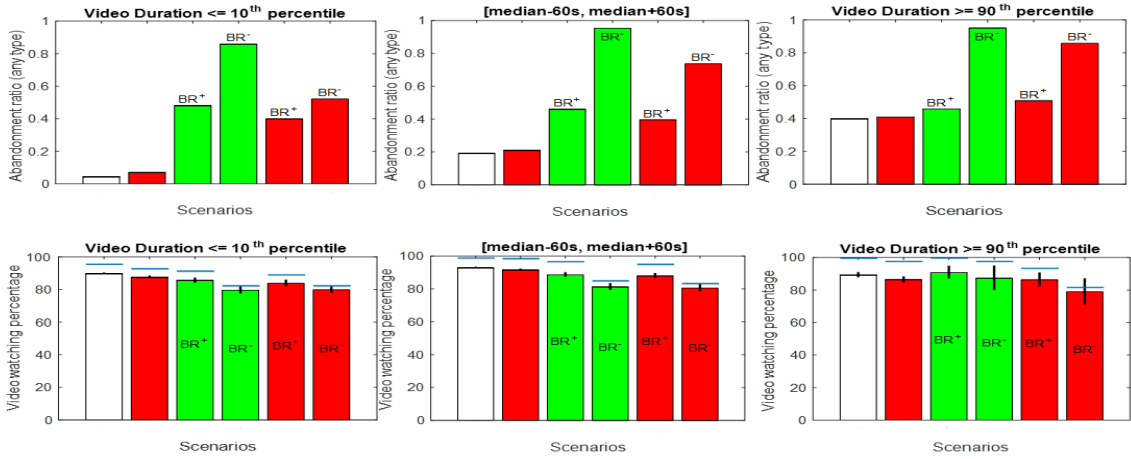 Video Duration <= 10th percentile
Abandonment ratio (any type)
1
0.8
0.6
0.4
0.2
0
BR+
BR-
BR+
BR-
Scenarios
[median-60s, median+60s]
Abandonment ratio (any type)
1
0.8
0.6
0.4
0.2
0
BR+
BR-
BR+
BR-
Scenarios
Video Duration >= 90th percentile
Abandonment ratio (any type)
1
0.8
0.6
0.4
0.2
0
BR+
BR-
BR+
BR-
Scenarios
Video Duration <= 10th percentile
Video watching percentage
100
80
60
40
20
0
BR+
BR-
BR+
BR-
Scenarios
[median-60s, median+60s]
Video watching percentage
100
80
60
40
20
0
BR+
BR-
BR+
BR-
Scenarios
Video Duration >= 90th percentile
Video watching percentage
100
80
60
40
20
0
BR+
BR-
BR+
BR-
Scenarios